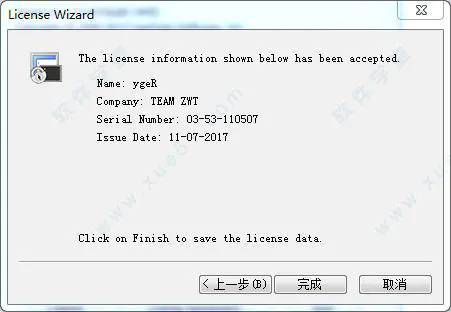 License Wizard
The license information shown below has been accepted.
Name: ygeR
Company: TEAM ZWT
Serial Number: 03-53-110507
Issue Date: 11-07-2017
Click on Finish to save the license data.
< 上一步(B)
完成
取消